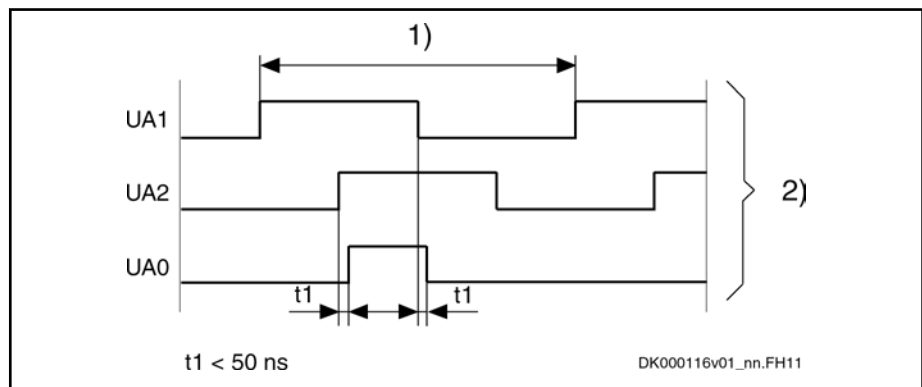 1)
UA1
UA2
2)
UA0
t1 t1
t1 < 50 ns
DK000116v01_nn.FH11